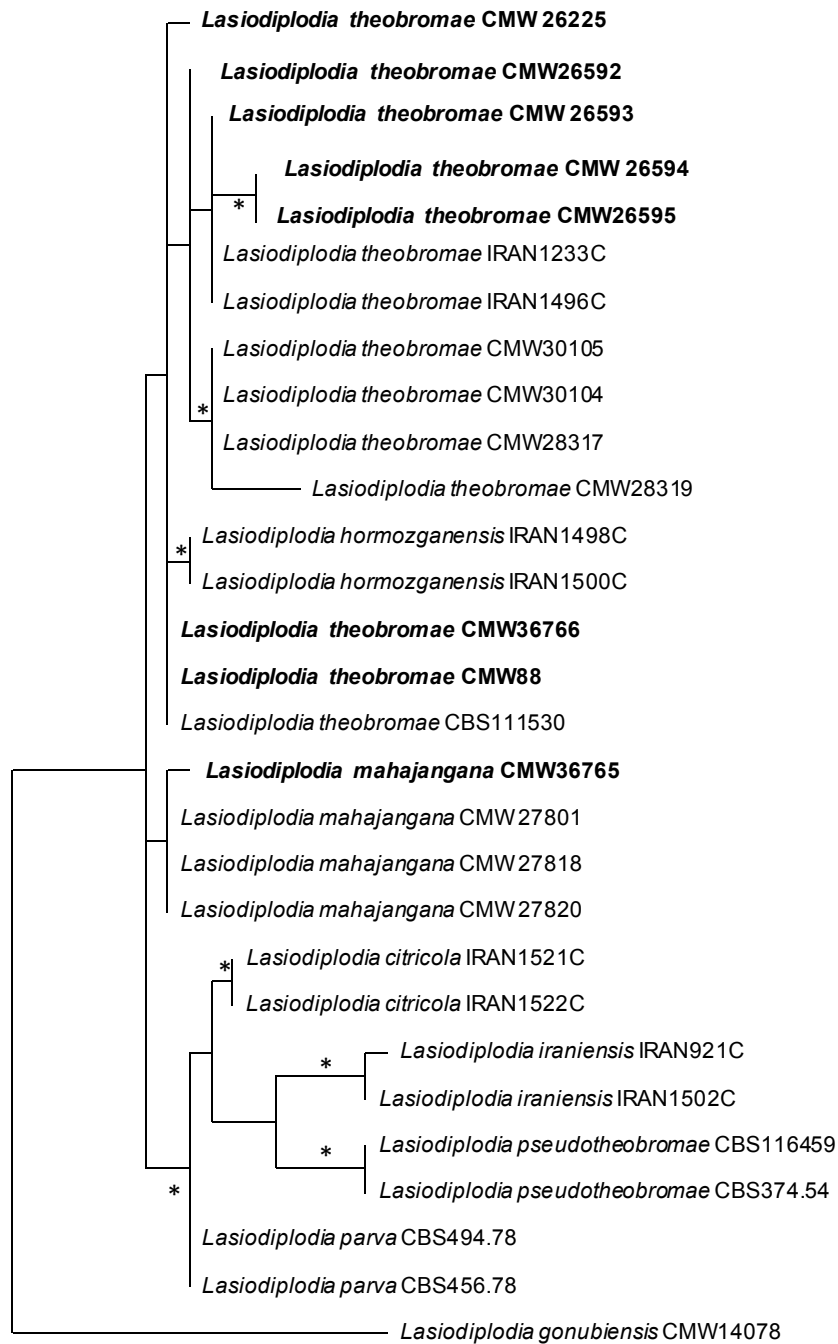 Lasiodiplodia theobromae CMW 26225
Lasiodiplodia theobromae CMW26592
Lasiodiplodia theobromae CMW 26593
Lasiodiplodia theobromae CMW 26594
*
Lasiodiplodia theobromae CMW26595
Lasiodiplodia theobromae IRAN1233C
Lasiodiplodia theobromae IRAN1496C
Lasiodiplodia theobromae CMW30105
Lasiodiplodia theobromae CMW30104
*
Lasiodiplodia theobromae CMW28317
Lasiodiplodia theobromae CMW28319
Lasiodiplodia hormozganensis IRAN1498C
*
Lasiodiplodia hormozganensis IRAN1500C
Lasiodiplodia theobromae CMW36766
Lasiodiplodia theobromae CMW88
Lasiodiplodia theobromae CBS111530
Lasiodiplodia mahajangana CMW36765
Lasiodiplodia mahajangana CMW 27801
Lasiodiplodia mahajangana CMW 27818
Lasiodiplodia mahajangana CMW 27820
* Lasiodiplodia citricola IRAN1521C
Lasiodiplodia citricola IRAN1522C
Lasiodiplodia iraniensis IRAN921C
*
Lasiodiplodia iraniensis IRAN1502C
Lasiodiplodia pseudotheobromae CBS116459
*
Lasiodiplodia pseudotheobromae CBS374.54
*
Lasiodiplodia parva CBS494.78
Lasiodiplodia parva CBS456.78
Lasiodiplodia gonubiensis CMW14078